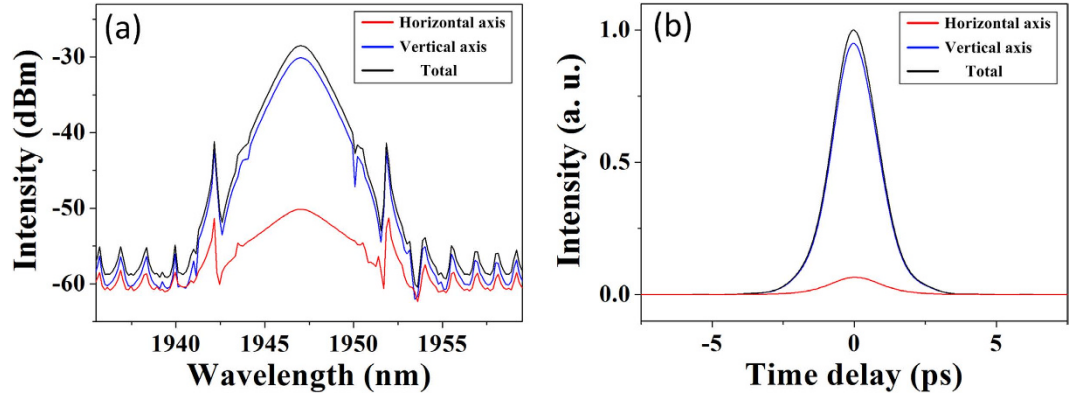 (a)
Horizontal axis
Vertical axis
Total
-30
-40
-50
-60
Intensity (dBm)
1940
1945
1950
1955
Wavelength (nm)
(b)
Horizontal axis
Vertical axis
Total
1.0
0.5
0.0
Intensity (a. u.)
-5
0
5
Time delay (ps)